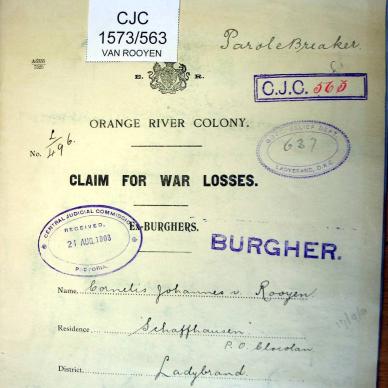 CJC
1573/563
VAN ROOYEN
Parole Breaker.
E. R.
C.J.C. 563
ORANGE RIVER COLONY.
No. L/496.
637
LADYBRAND, O.R.C.
CLAIM FOR WAR LOSSES.
CENTRAL JUDICIAL COMMISSION
RECEIVED,
21 AUG 1903
PRETORIA
Ex-BURGHERS.
BURGHER.
Name Cornelis Johannes v. Rooyen
Residence Schaffhausen
P.O. Clocolan
District Ladybrand